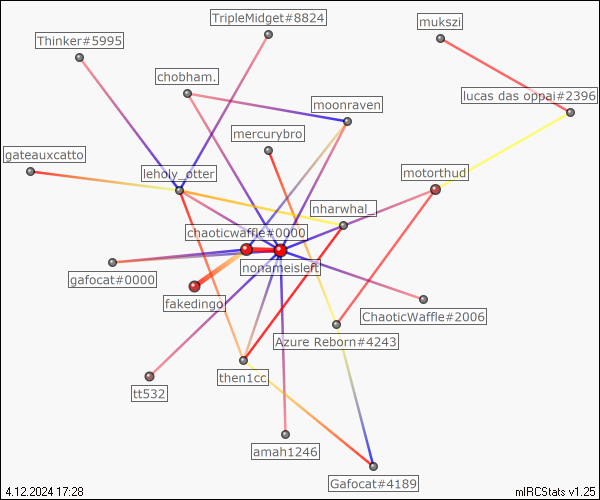 TripleMidget#8824
mukszi
Thinker#5995
chobham.
lucas das oppai#2396
moonraven
mercurybro
gateauxcatto
leholy_otter
motorthud
nharwhal_
chaoticwaffle#0000
nonameisleft
gafocat#0000
fakedingo
ChaoticWaffle#2006
Azure Reborn#4243
then1cc
tt532
amah1246
Gafocat#4189
4.12.2024 17:28
mIRCStats v1.25